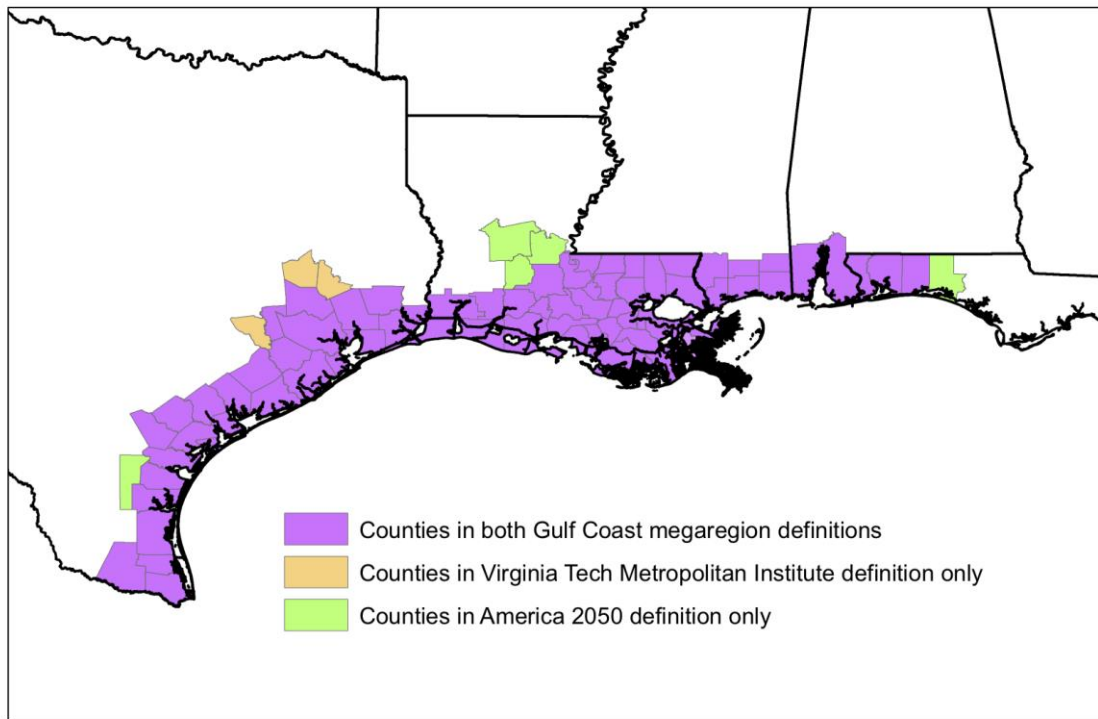 Counties in both Gulf Coast megaregion definitions
Counties in Virginia Tech Metropolitan Institute definition only
Counties in America 2050 definition only